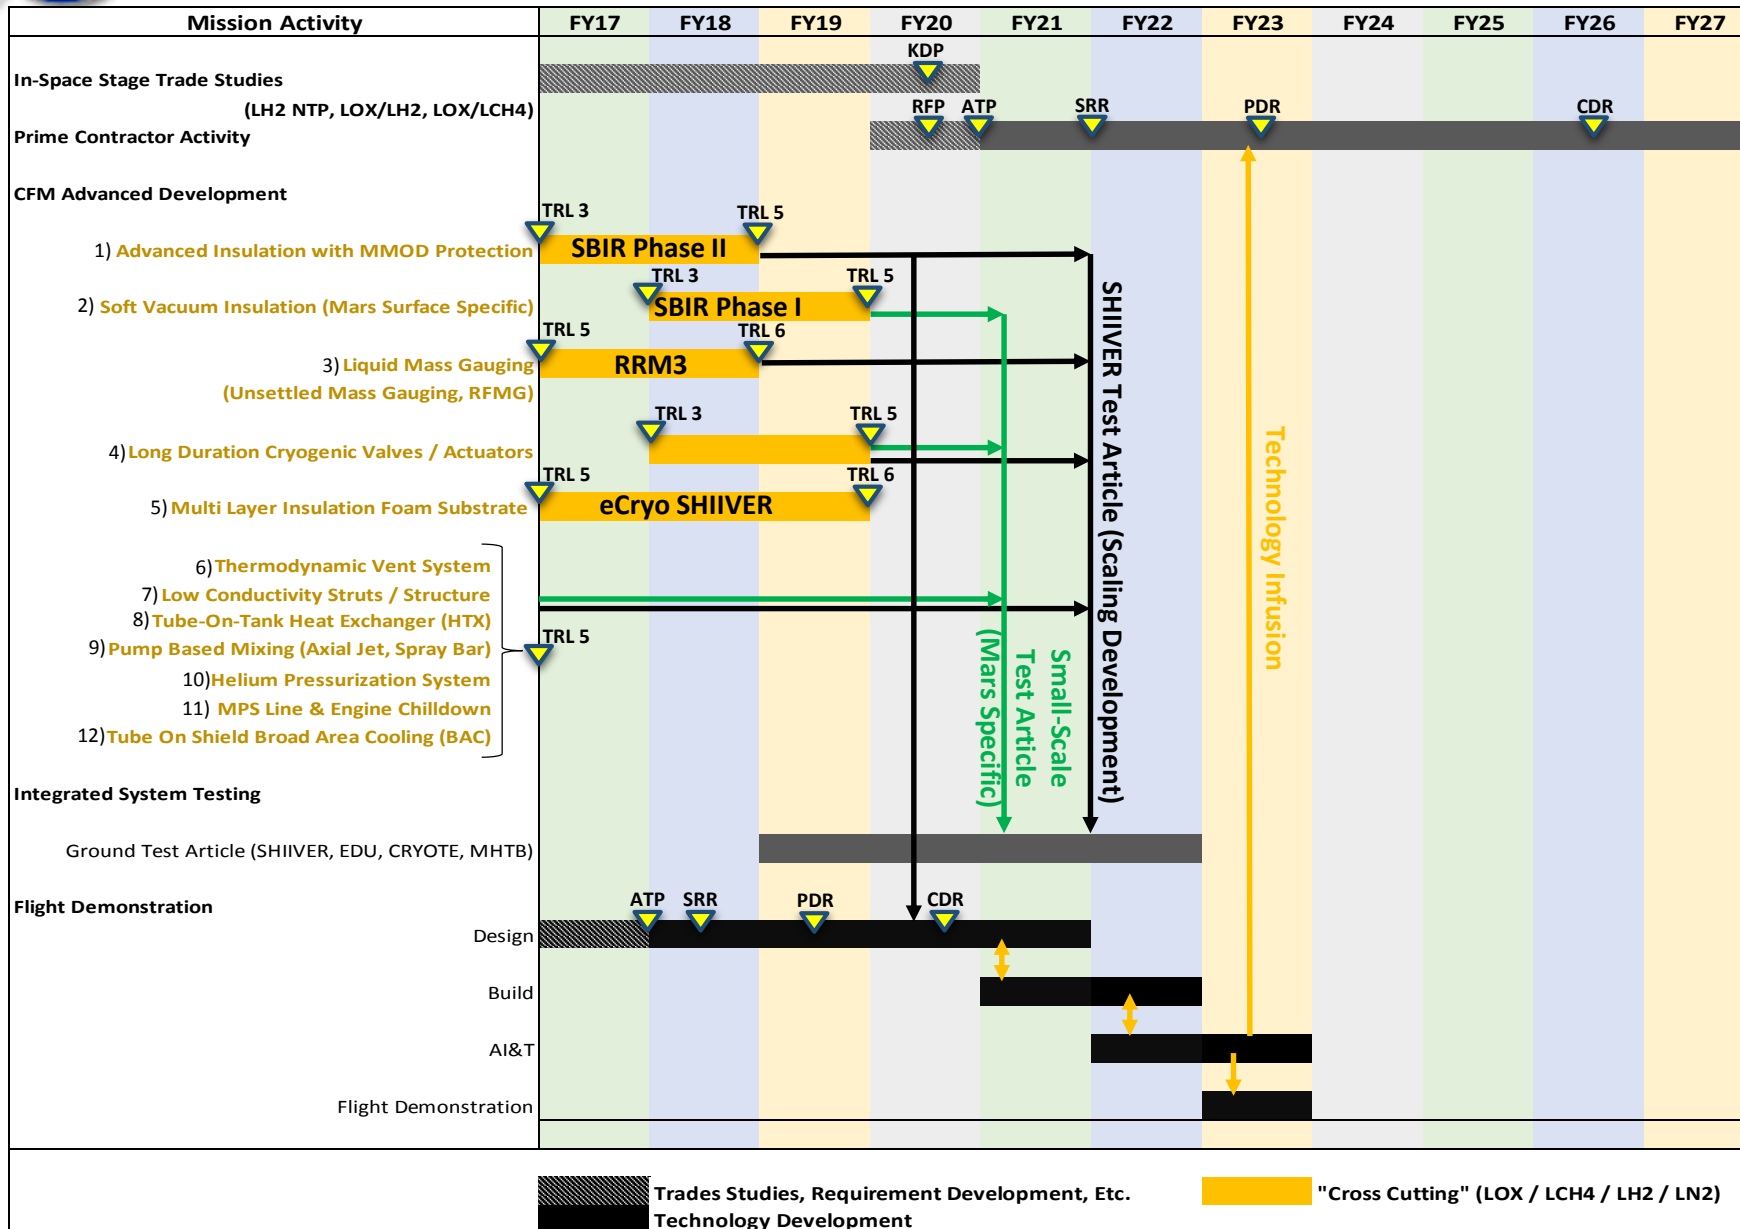 Mission Activity FY17 FY18 FY19 FY20 FY21 FY22 FY23 FY24 FY25 FY26 FY27
KDP
In-Space Stage Trade Studies
(LH2 NTP, LOX/LH2, LOX/LCH4)
RFP ATP SRR PDR CDR
Prime Contractor Activity
CFM Advanced Development
TRL 3 TRL 5
1) Advanced Insulation with MMOD Protection
SBIR Phase II
TRL 3 TRL 5
2) Soft Vacuum Insulation (Mars Surface Specific)
SBIR Phase I
TRL 5 TRL 6
3) Liquid Mass Gauging
(Unsettled Mass Gauging, RFMG)
RRM3
TRL 3 TRL 5
4) Long Duration Cryogenic Valves / Actuators
TRL 5 TRL 6
5) Multi Layer Insulation Foam Substrate
eCryo SHIIVER
6) Thermodynamic Vent System
7) Low Conductivity Struts / Structure
8) Tube-On-Tank Heat Exchanger (HTX)
9) Pump Based Mixing (Axial Jet, Spray Bar)
TRL 5
10) Helium Pressurization System
11) MPS Line & Engine Chilldown
12) Tube On Shield Broad Area Cooling (BAC)
Small-Scale
Test Article
(Mars Specific)
SHIIVER Test Article (Scaling Development)
Technology Infusion
Integrated System Testing
Ground Test Article (SHIIVER, EDU, CRYOTE, MHTB)
Flight Demonstration
ATP SRR PDR CDR
Design
Build
AI&T
Flight Demonstration
Trades Studies, Requirement Development, Etc.
"Cross Cutting" (LOX / LCH4 / LH2 / LN2)
Technology Development